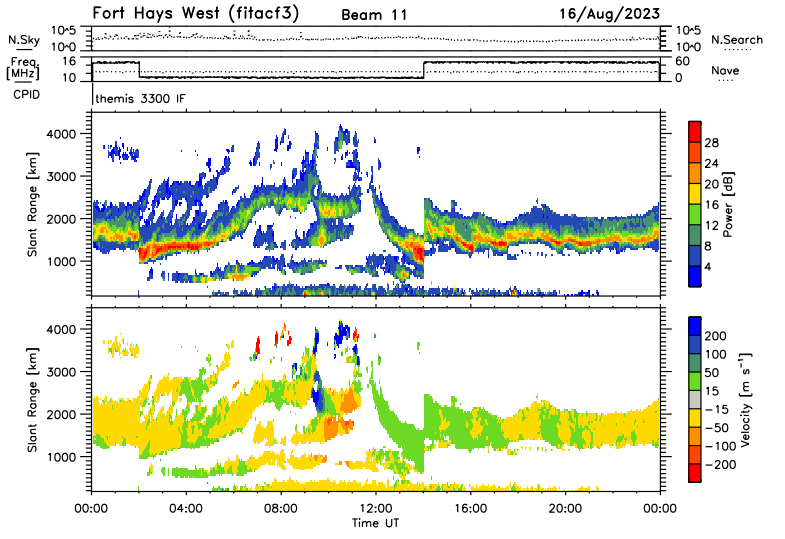 Fort Hays West (fitacf3) Beam 11 16/Aug/2023
N.Sky 10^5 10^0 10^5 10^0 N.Search
Freq. [MHz] 16 10 60 0 Nave
CPID themis 3300 IF
Slant Range [km] 4000 3000 2000 1000
Power [dB] 28 24 20 16 12 8 4
Slant Range [km] 4000 3000 2000 1000
Velocity [m s⁻¹] 200 100 50 15 −15 −50 −100 −200
00:00 04:00 08:00 12:00 16:00 20:00 00:00
Time UT